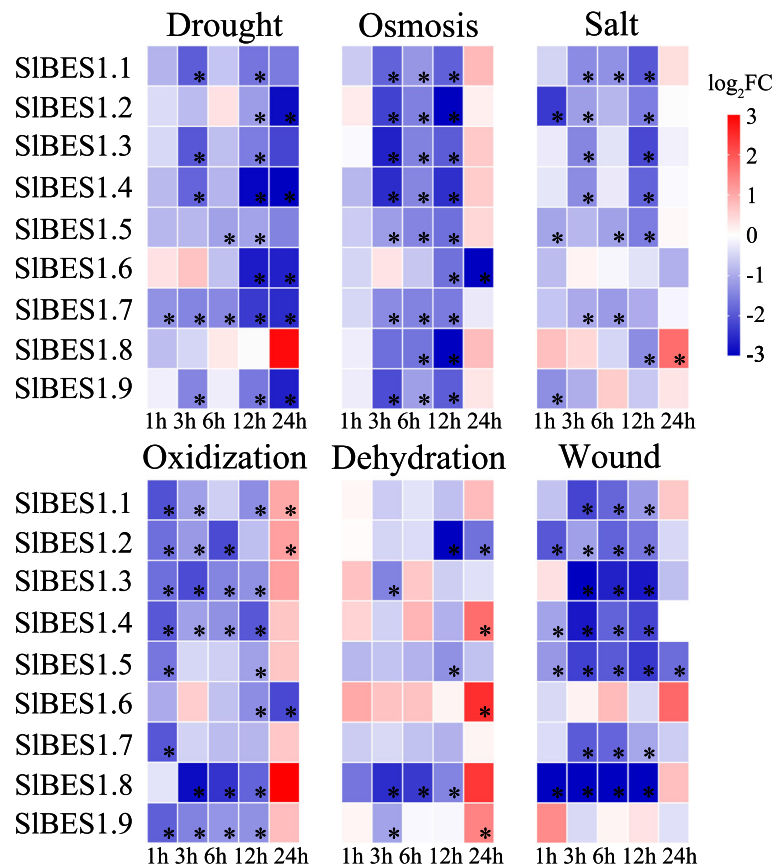 Drought Osmosis Salt
SlBES1.1
SlBES1.2
SlBES1.3
SlBES1.4
SlBES1.5
SlBES1.6
SlBES1.7
SlBES1.8
SlBES1.9
log2FC
3
2
1
0
-1
-2
-3
1h 3h 6h 12h 24h 1h 3h 6h 12h 24h 1h 3h 6h 12h 24h
Oxidization Dehydration Wound
SlBES1.1
SlBES1.2
SlBES1.3
SlBES1.4
SlBES1.5
SlBES1.6
SlBES1.7
SlBES1.8
SlBES1.9
1h 3h 6h 12h 24h 1h 3h 6h 12h 24h 1h 3h 6h 12h 24h